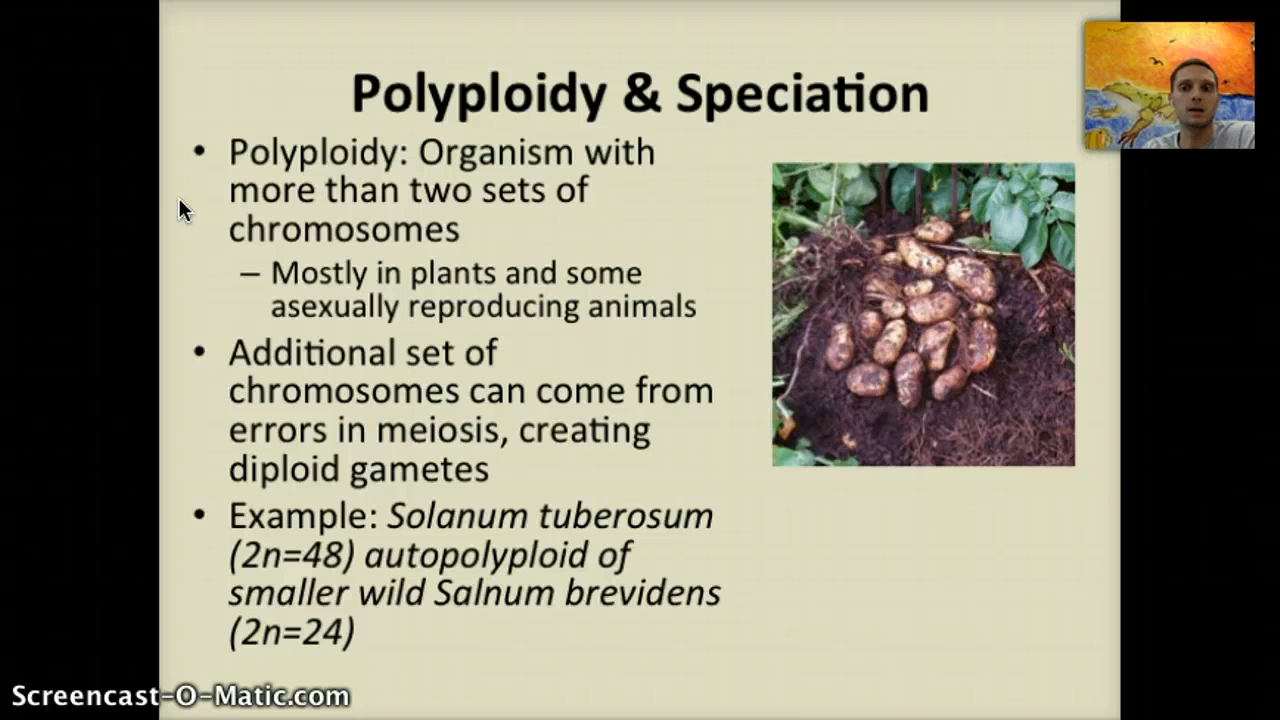 Polyploidy & Speciation
• Polyploidy: Organism with
more than two sets of
chromosomes
– Mostly in plants and some
asexually reproducing animals
• Additional set of
chromosomes can come from
errors in meiosis, creating
diploid gametes
• Example: Solanum tuberosum
(2n=48) autopolyploid of
smaller wild Salnum brevidens
(2n=24)
Screencast-O-Matic.com